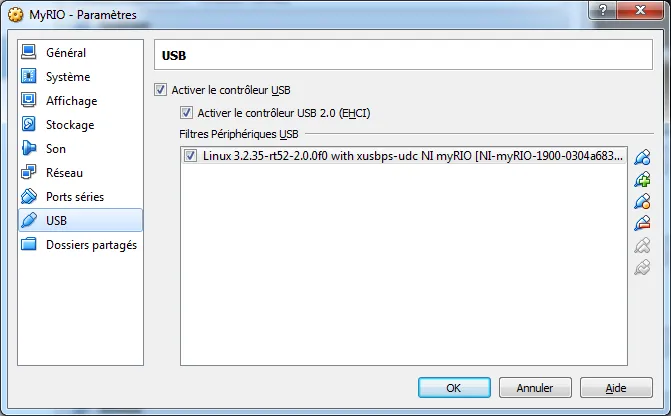 MyRIO - Paramètres
Général
Système
Affichage
Stockage
Son
Réseau
Ports séries
USB
Dossiers partagés
USB
Activer le contrôleur USB
Activer le contrôleur USB 2.0 (EHCI)
Filtres Périphériques USB
Linux 3.2.35-rt52-2.0.0f0 with xusbps-udc NI myRIO [NI-myRIO-1900-0304a683...
OK
Annuler
Aide